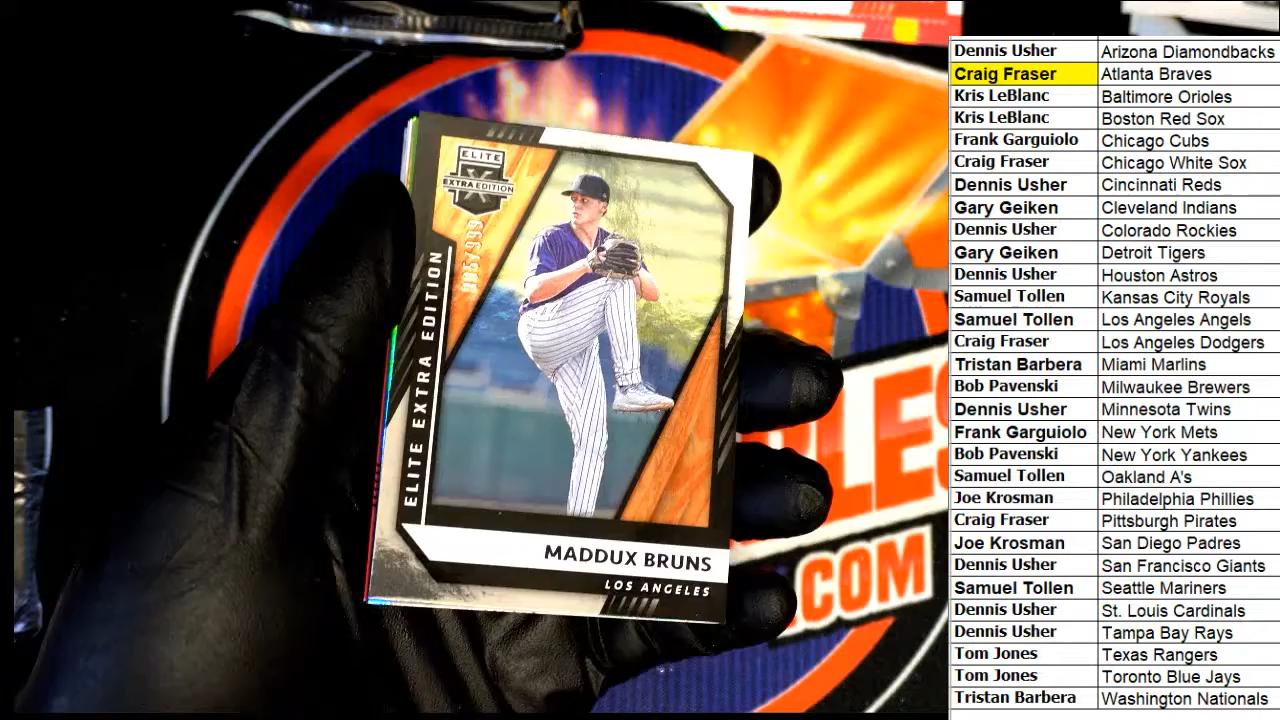 ELITE
EXTRA EDITION
ELITE EXTRA EDITION
MADDUX BRUNS
LOS ANGELES
.COM
Dennis Usher Arizona Diamondbacks
Craig Fraser Atlanta Braves
Kris LeBlanc Baltimore Orioles
Kris LeBlanc Boston Red Sox
Frank Garguiolo Chicago Cubs
Craig Fraser Chicago White Sox
Dennis Usher Cincinnati Reds
Gary Geiken Cleveland Indians
Dennis Usher Colorado Rockies
Gary Geiken Detroit Tigers
Dennis Usher Houston Astros
Samuel Tollen Kansas City Royals
Samuel Tollen Los Angeles Angels
Craig Fraser Los Angeles Dodgers
Tristan Barbera Miami Marlins
Bob Pavenski Milwaukee Brewers
Dennis Usher Minnesota Twins
Frank Garguiolo New York Mets
Bob Pavenski New York Yankees
Samuel Tollen Oakland A's
Joe Krosman Philadelphia Phillies
Craig Fraser Pittsburgh Pirates
Joe Krosman San Diego Padres
Dennis Usher San Francisco Giants
Samuel Tollen Seattle Mariners
Dennis Usher St. Louis Cardinals
Dennis Usher Tampa Bay Rays
Tom Jones Texas Rangers
Tom Jones Toronto Blue Jays
Tristan Barbera Washington Nationals